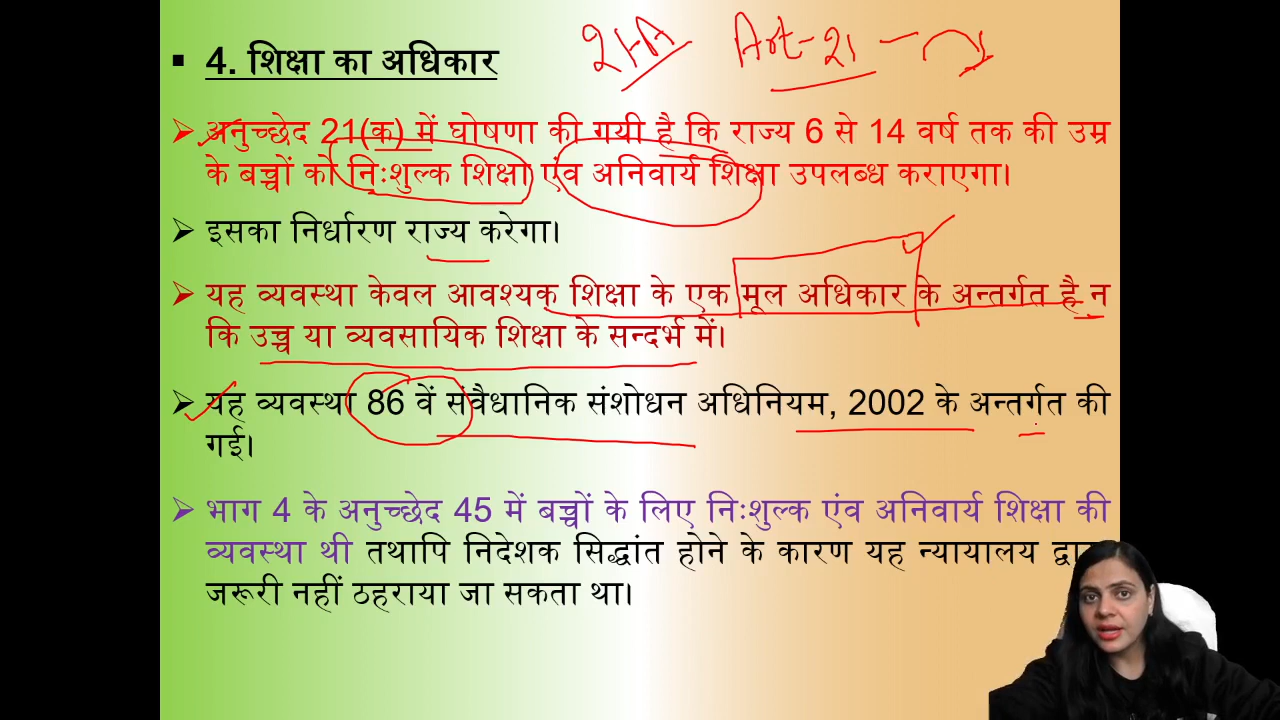 4. शिक्षा का अधिकार
21-A Art-21
अनुच्छेद 21(क) में घोषणा की गयी है कि राज्य 6 से 14 वर्ष तक की उम्र
के बच्चों को निःशुल्क शिक्षा एंव अनिवार्य शिक्षा उपलब्ध कराएगा।
इसका निर्धारण राज्य करेगा।
यह व्यवस्था केवल आवश्यक शिक्षा के एक मूल अधिकार के अन्तर्गत है न
कि उच्च या व्यवसायिक शिक्षा के सन्दर्भ में।
यह व्यवस्था 86 वें संवैधानिक संशोधन अधिनियम, 2002 के अन्तर्गत की
गई।
भाग 4 के अनुच्छेद 45 में बच्चों के लिए निःशुल्क एंव अनिवार्य शिक्षा की
व्यवस्था थी तथापि निदेशक सिद्धांत होने के कारण यह न्यायालय
जरूरी नहीं ठहराया जा सकता था।